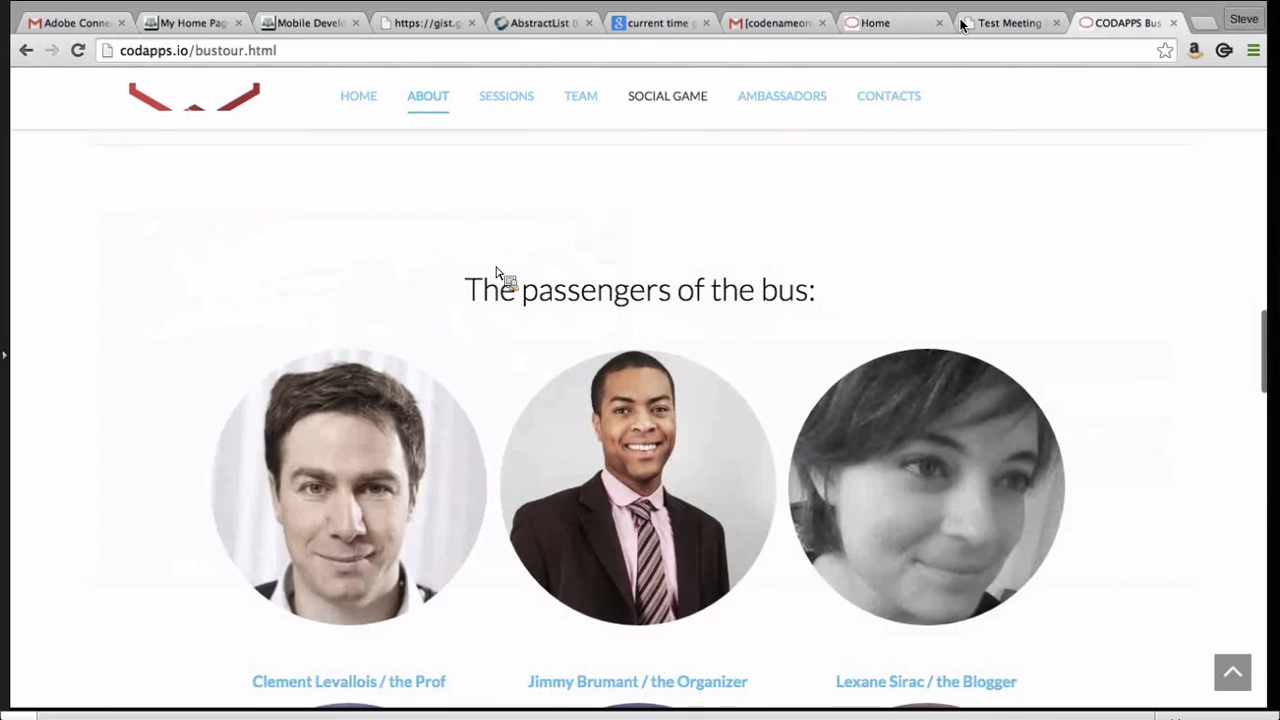 Adobe Conne
My Home Page
Mobile Develo
https://gist.g
AbstractList (
current time g
[codenameon
Home
Test Meeting
CODAPPS Bus
Steve
codapps.io/bustour.html
HOME
ABOUT
SESSIONS
TEAM
SOCIAL GAME
AMBASSADORS
CONTACTS
The passengers of the bus:
Clement Levallois / the Prof
Jimmy Brumant / the Organizer
Lexane Sirac / the Blogger